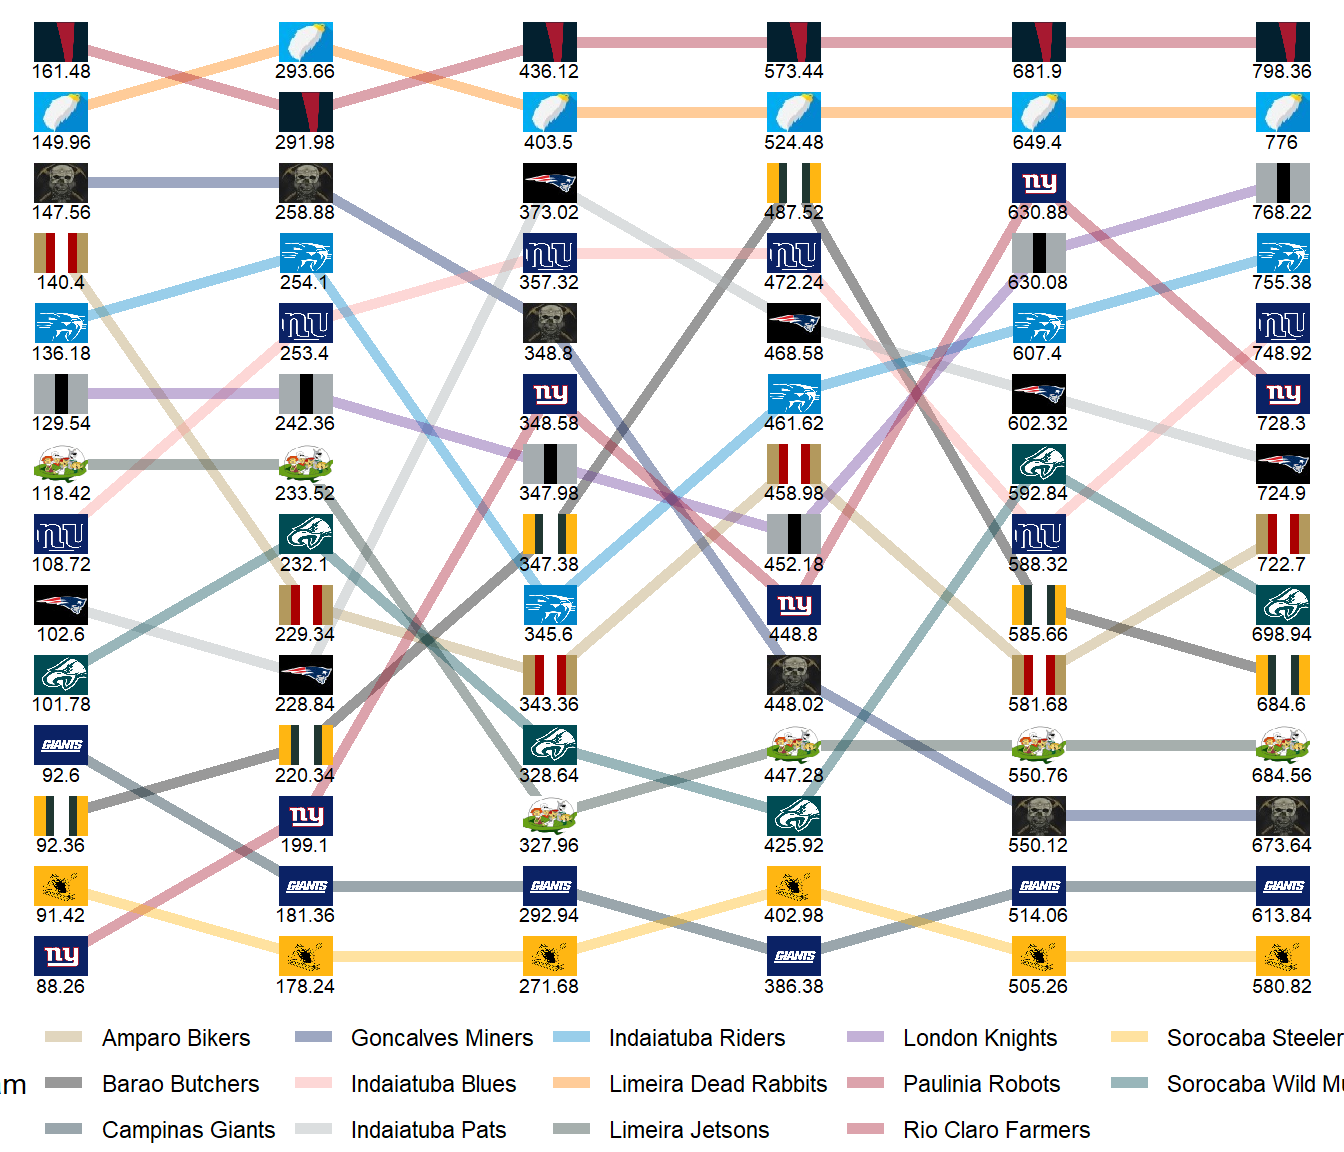 161.48 293.66 436.12 573.44 681.9 798.36
149.96 291.98 403.5 524.48 649.4 776
ny
147.56 258.88 373.02 487.52 630.88 768.22
nu nu
140.4 254.1 357.32 472.24 630.08 755.38
nu nu
136.18 253.4 348.8 468.58 607.4 748.92
ny ny
129.54 242.36 348.58 461.62 602.32 728.3
118.42 233.52 347.98 458.98 592.84 724.9
nu nu
108.72 232.1 347.38 452.18 588.32 722.7
ny
102.6 229.34 345.6 448.8 585.66 698.94
101.78 228.84 343.36 448.02 581.68 684.6
GIANTS
92.6 220.34 328.64 447.28 550.76 684.56
ny
92.36 199.1 327.96 425.92 550.12 673.64
GIANTS GIANTS GIANTS GIANTS
91.42 181.36 292.94 402.98 514.06 613.84
ny GIANTS
88.26 178.24 271.68 386.38 505.26 580.82
Amparo Bikers Goncalves Miners Indaiatuba Riders London Knights Sorocaba Steeler
am Barao Butchers Indaiatuba Blues Limeira Dead Rabbits Paulinia Robots Sorocaba Wild Mu
Campinas Giants Indaiatuba Pats Limeira Jetsons Rio Claro Farmers